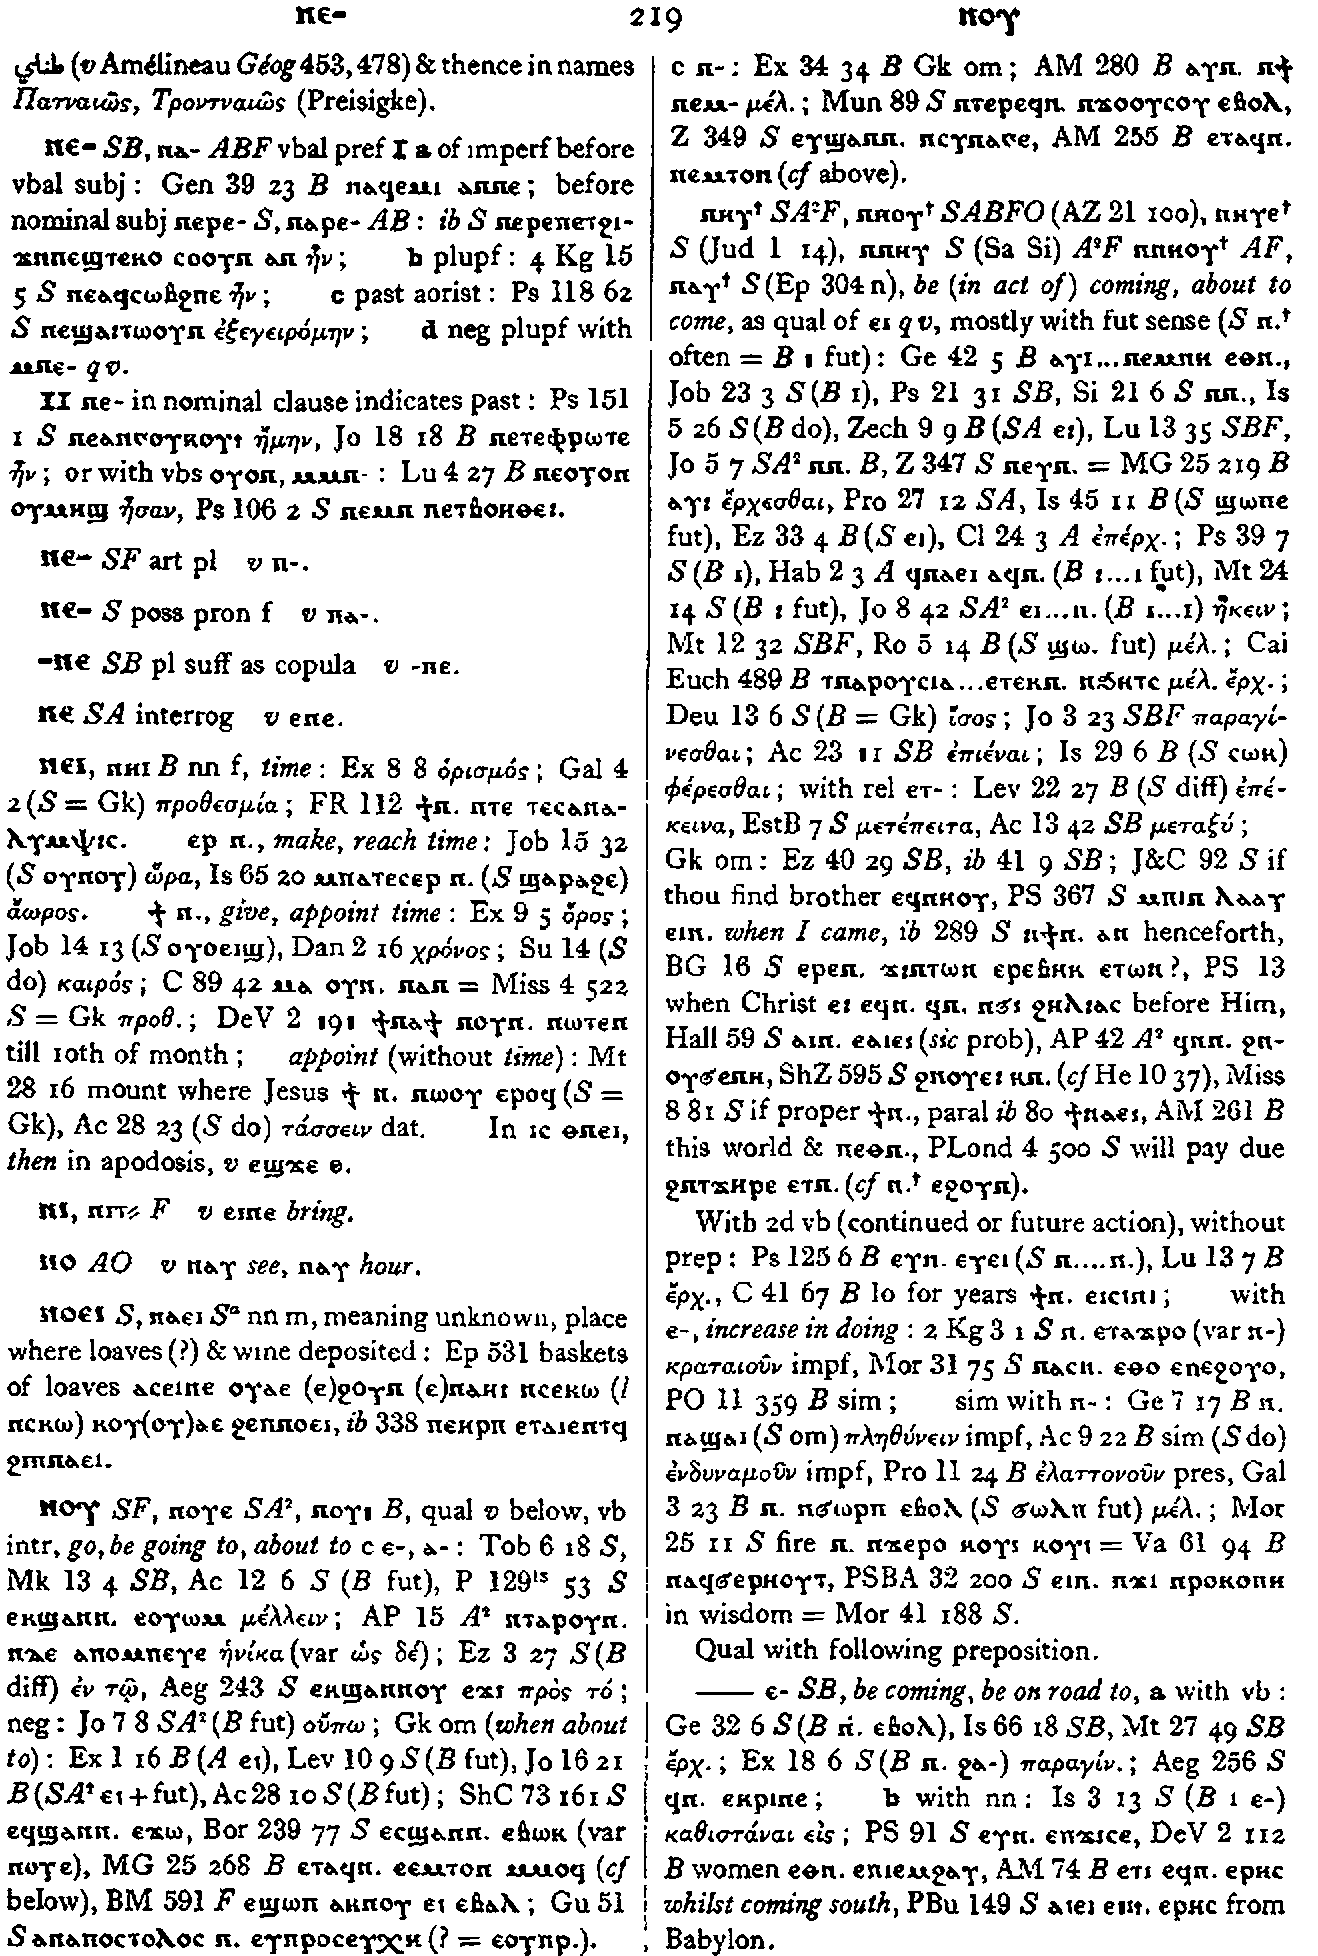 ⲛⲉ- 219 ⲛⲟⲩ
(v Amélineau Géog 453, 478) & thence in names
Πατναιῶς, Τροντναιῶς (Preisigke).
ⲛⲉ- SB, ⲛⲁ- ABF vbal pref I a of imperf before
vbal subj : Gen 39 23 B ⲛⲁϥⲉⲙⲓ ⲁⲛⲡⲉ ; before
nominal subj ⲛⲉⲣⲉ- S, ⲛⲁⲣⲉ- AB : ib S ⲛⲉⲣⲉⲡⲉⲧϩⲓ-
ϫⲙⲡⲉϣⲧⲉⲕⲟ ⲥⲟⲟⲩⲛ ⲁⲛ ἦν ; b plupf : 4 Kg 15
5 S ⲛⲉⲁϥⲥⲱⲃϩⲡⲉ ἦν ; c past aorist : Ps 118 62
S ⲛⲉϣⲁⲓⲧⲱⲟⲩⲛ ἐξεγειρόμην ; d neg plupf with
ⲙⲡⲉ- q v.
II ⲛⲉ- in nominal clause indicates past : Ps 151
1 S ⲛⲉⲁⲛⲅⲟⲩⲕⲟⲩⲓ ἤμην, Jo 18 18 B ⲛⲉⲧⲉⲫⲣⲱⲧⲉ
ἦν ; or with vbs ⲟⲩⲟⲛ, ⲙⲙⲛ- : Lu 4 27 B ⲛⲉⲟⲩⲟⲛ
ⲟⲩⲙⲏϣ ἦσαν, Ps 106 2 S ⲛⲉⲙⲛ ⲡⲉⲧⲃⲟⲏⲑⲉⲓ.
ⲛⲉ- SF art pl v ⲡ-.
ⲛⲉ- S poss pron f v ⲡⲁ-.
-ⲛⲉ SB pl suff as copula v -ⲡⲉ.
ⲛⲉ SA interrog v ⲉⲛⲉ.
ⲛⲉⲓ, ⲛⲏⲓ B nn f, time : Ex 8 8 ὁρισμός ; Gal 4
2 (S = Gk) προθεσμία ; FR 112 ϯⲛ. ⲛⲧⲉ ⲧⲉⲥⲁⲛⲁ-
ⲗⲩⲙⲯⲓⲥ. ⲉⲣ ⲛ., make, reach time : Job 15 32
(S ⲟⲩⲛⲟⲩ) ὥρα, Is 65 20 ⲙⲡⲁⲧⲉⲥⲉⲣ ⲛ. (S ϣⲁⲣⲁϩⲉ)
ἄωρος. ϯ ⲛ., give, appoint time : Ex 9 5 ὅρος ;
Job 14 13 (S ⲟⲩⲟⲉⲓϣ), Dan 2 16 χρόνος ; Su 14 (S
do) καιρός ; C 89 42 ⲙⲁ ⲟⲩⲛ. ⲛⲁⲛ = Miss 4 522
S = Gk προθ. ; DeV 2 191 ϯⲛⲁϯ ⲛⲟⲩⲛ. ⲛⲱⲧⲉⲛ
till 10th of month ; appoint (without time) : Mt
28 16 mount where Jesus ϯ ⲛ. ⲛⲱⲟⲩ ⲉⲣⲟϥ (S =
Gk), Ac 28 23 (S do) τάσσειν dat. In ⲓⲥ ⲑⲛⲉⲓ,
then in apodosis, v ⲉϣϫⲉ ⲑ.
ⲛⲓ, ⲛⲧ⸗ F v ⲉⲓⲛⲉ bring.
ⲛⲟ AO v ⲛⲁⲩ see, ⲛⲁⲩ hour.
ⲛⲟⲉⲓ S, ⲛⲁⲉⲓ Sᵃ nn m, meaning unknown, place
where loaves (?) & wine deposited : Ep 531 baskets
of loaves ⲁⲥⲉⲓⲛⲉ ⲟⲩⲁⲉ (ⲉ)ϩⲟⲩⲛ (ⲉ)ⲡⲁⲏⲓ ⲛⲥⲉⲕⲱ (l
ⲛⲥⲕⲱ) ⲕⲟⲩ(ⲟⲩ)ⲁⲉ ϩⲉⲙⲡⲛⲟⲉⲓ, ib 338 ⲡⲉⲏⲣⲡ ⲉⲧⲁⲓⲉⲛⲧϥ
ϩⲙⲡⲛⲁⲉⲓ.
ⲛⲟⲩ SF, ⲛⲟⲩⲉ SA², ⲛⲟⲩⲓ B, qual v below, vb
intr, go, be going to, about to c ⲉ-, ⲁ- : Tob 6 18 S,
Mk 13 4 SB, Ac 12 6 S (B fut), P 129¹⁵ 53 S
ⲉⲕϣⲁⲛⲛ. ⲉⲟⲩⲱⲙ μέλλειν ; AP 15 A² ⲛⲧⲁⲣⲟⲩⲛ.
ⲛϫⲉ ⲁⲡⲟⲙⲡⲉⲩⲉ ἡνίκα (var ὡς δέ) ; Ez 3 27 S (B
diff) ἐν τῷ, Aeg 243 S ⲉⲕϣⲁⲛⲛⲟⲩ ⲉϫⲓ πρὸς τό ;
neg : Jo 7 8 SA² (B fut) οὔπω ; Gk om (when about
to) : Ex 1 16 B (A ⲉⲓ), Lev 10 9 S (B fut), Jo 16 21
B (SA² ⲉⲓ + fut), Ac 28 10 S (B fut) ; ShC 73 161 S
ⲉϥϣⲁⲛⲛ. ⲉϫⲱ, Bor 239 77 S ⲉⲥϣⲁⲛⲛ. ⲉⲃⲱⲕ (var
ⲛⲟⲩⲉ), MG 25 268 B ⲉⲧⲁϥⲛ. ⲉⲉⲙⲧⲟⲛ ⲙⲙⲟϥ (cf
below), BM 591 F ⲉϣⲱⲡ ⲁⲕⲛⲟⲩ ⲉⲓ ⲉⲃⲁⲗ ; Gu 51
S ⲁⲡⲁⲡⲟⲥⲧⲟⲗⲟⲥ ⲛ. ⲉⲩⲡⲣⲟⲥⲉⲩⲭⲏ (? = ⲉⲟⲩⲡⲣ.).
c ⲛ- : Ex 34 34 B Gk om ; AM 280 B ⲁⲩⲛ. ⲛϯ
ⲛⲉⲙ- μέλ. ; Mun 89 S ⲛⲧⲉⲣⲉϥⲛ. ⲛϫⲟⲟⲩⲥⲟⲩ ⲉⲃⲟⲗ,
Z 349 S ⲉⲩϣⲁⲛⲛ. ⲛⲥⲩⲛⲁⲅⲉ, AM 255 B ⲉⲧⲁϥⲛ.
ⲛⲉⲙⲧⲟⲛ (cf above).
ⲛⲏⲩ† SA²F, ⲛⲛⲟⲩ† SABFO (AZ 21 100), ⲛⲏⲩⲉ†
S (Jud 1 14), ⲛⲛⲏⲩ S (Sa Si) A²F ⲛⲛⲏⲟⲩ† AF,
ⲛⲁⲩ† S (Ep 304 n), be (in act of) coming, about to
come, as qual of ⲉⲓ q v, mostly with fut sense (S ⲛ.†
often = B ⲓ fut) : Ge 42 5 B ⲁⲩⲓ...ⲛⲉⲙⲛⲏ ⲉⲑⲛ.,
Job 23 3 S (B ⲓ), Ps 21 31 SB, Si 21 6 S ⲛⲛ., Is
5 26 S (B do), Zech 9 9 B (SA ⲉⲓ), Lu 13 35 SBF,
Jo 5 7 SA² ⲛⲛ. B, Z 347 S ⲛⲉⲩⲛ. = MG 25 219 B
ⲁⲩⲓ ἔρχεσθαι, Pro 27 12 SA, Is 45 11 B (S ϣⲱⲡⲉ
fut), Ez 33 4 B (S ⲉⲓ), Cl 24 3 A ἐπέρχ. ; Ps 39 7
S (B ⲓ), Hab 2 3 A ϥⲛⲁⲉⲓ ⲁϥⲛ. (B ⲓ...ⲓ fut), Mt 24
14 S (B ⲓ fut), Jo 8 42 SA² ⲉⲓ...ⲛ. (B ⲓ...ⲓ) ἥκειν ;
Mt 12 32 SBF, Ro 5 14 B (S ϣⲱ. fut) μέλ. ; Cai
Euch 489 B ⲧⲡⲁⲣⲟⲩⲥⲓⲁ...ⲉⲧⲉⲕⲛ. ⲛϧⲏⲧⲥ μέλ. ἔρχ. ;
Deu 13 6 S (B = Gk) ἴσος ; Jo 3 23 SBF παραγί-
νεσθαι ; Ac 23 11 SB ἐπιέναι ; Is 29 6 B (S ⲥⲱⲕ)
φέρεσθαι ; with rel ⲉⲧ- : Lev 22 27 B (S diff) ἐπέ-
κεινα, EstB 7 S μετέπειτα, Ac 13 42 SB μεταξύ ;
Gk om : Ez 40 29 SB, ib 41 9 SB ; J&C 92 S if
thou find brother ⲉϥⲛⲏⲟⲩ, PS 367 S ⲙⲡⲓⲛ ⲗⲁⲁⲩ
ⲉⲓⲛ. when I came, ib 289 S ⲛϯⲛ. ⲁⲛ henceforth,
BG 16 S ⲉⲣⲉⲛ. ϫⲓⲛⲧⲱⲛ ⲉⲣⲉⲃⲏⲕ ⲉⲧⲱⲛ?, PS 13
when Christ ⲉⲓ ⲉϥⲛ. ϥⲛ. ⲛϭⲓ ϩⲏⲗⲓⲁⲥ before Him,
Hall 59 S ⲁⲓⲛ. ⲉⲁⲓⲉⲓ (sic prob), AP 42 A² ϥⲛⲛ. ϩⲛ-
ⲟⲩϭⲉⲡⲏ, ShZ 595 S ϩⲛⲟⲩⲉⲓ ⲕⲛ. (cf He 10 37), Miss
8 81 S if proper ϯⲛ., paral ib 80 ϯⲛⲁⲉⲓ, AM 261 B
this world & ⲡⲉⲑⲛ., PLond 4 500 S will pay due
ϩⲛⲧϫⲏⲣⲉ ⲉⲧⲛ. (cf ⲛ.† ⲉϩⲟⲩⲛ).
With 2d vb (continued or future action), without
prep : Ps 125 6 B ⲉⲩⲛ. ⲉⲩⲉⲓ (S ⲛ....ⲛ.), Lu 13 7 B
ἔρχ., C 41 67 B lo for years ϯⲛ. ⲉⲓⲥⲓⲛⲓ ; with
ⲉ-, increase in doing : 2 Kg 3 1 S ⲛ. ⲉⲧⲁϫⲣⲟ (var ⲛ-)
κραταιοῦν impf, Mor 31 75 S ⲛⲁⲥⲛ. ⲉⲑⲟ ⲉⲡⲉϩⲟⲩⲟ,
PO 11 359 B sim ; sim with ⲛ- : Ge 7 17 B ⲛ.
ⲛⲁϣⲁⲓ (S om) πληθύνειν impf, Ac 9 22 B sim (S do)
ἐνδυναμοῦν impf, Pro 11 24 B ἐλαττονοῦν pres, Gal
3 23 B ⲛ. ⲛϭⲱⲣⲡ ⲉⲃⲟⲗ (S ϭⲱⲗⲡ fut) μέλ. ; Mor
25 11 S fire ⲛ. ⲛϫⲉⲣⲟ ⲕⲟⲩⲓ ⲕⲟⲩⲓ = Va 61 94 B
ⲛⲁϥϭⲉⲣⲏⲟⲩⲧ, PSBA 32 200 S ⲉⲓⲛ. ⲛϫⲓ ⲡⲣⲟⲕⲟⲡⲏ
in wisdom = Mor 41 188 S.
Qual with following preposition.
—— ⲉ- SB, be coming, be on road to, a with vb :
Ge 32 6 S (B ⲛ. ⲉⲃⲟⲗ), Is 66 18 SB, Mt 27 49 SB
ἔρχ. ; Ex 18 6 S (B ⲛ. ϩⲁ-) παραγίν. ; Aeg 256 S
ϥⲛ. ⲉⲕⲣⲓⲛⲉ ; b with nn : Is 3 13 S (B ⲓ ⲉ-)
καθιστάναι εἰς ; PS 91 S ⲉⲩⲛ. ⲉⲡϫⲓⲥⲉ, DeV 2 112
B women ⲉⲑⲛ. ⲉⲡⲓⲉⲙϩⲁⲩ, AM 74 B ⲉⲧⲓ ⲉϥⲛ. ⲉⲣⲏⲥ
whilst coming south, PBu 149 S ⲁⲓⲉⲓ ⲉⲓⲛ. ⲉⲣⲏⲥ from
Babylon.